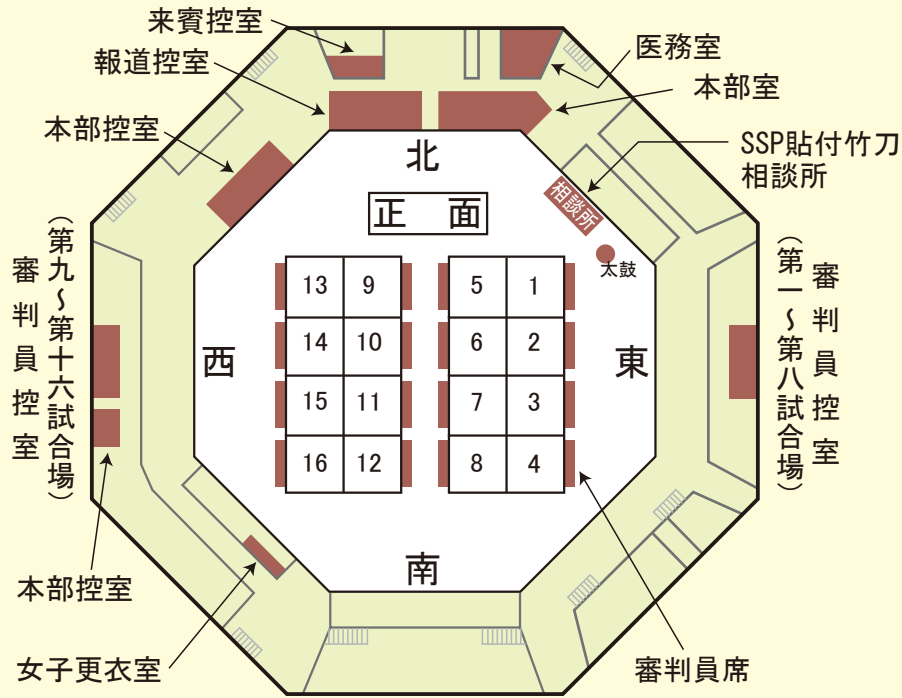 来賓控室
報道控室
本部控室
医務室
本部室
SSP貼付竹刀
相談所
相談所
太鼓
北
正 面
西
東
南
13 9 5 1
14 10 6 2
15 11 7 3
16 12 8 4
審判員控室
(第九～第十六試合場)
審判員控室
(第一～第八試合場)
本部控室
女子更衣室
審判員席